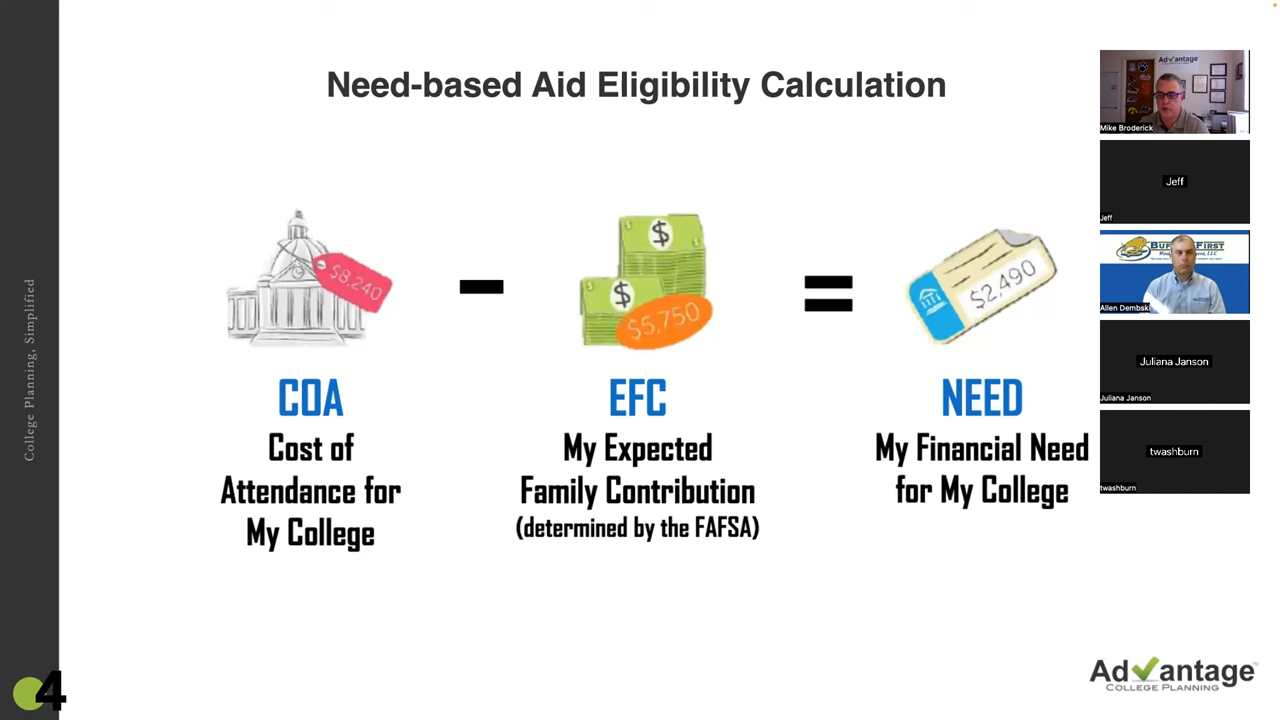 Need-based Aid Eligibility Calculation
College Planning, Simplified
$8,240
$
$
$5,750
$2,490
COA
Cost of
Attendance for
My College
EFC
My Expected
Family Contribution
(determined by the FAFSA)
NEED
My Financial Need
for My College
Advantage
Mike Broderick
Jeff
Jeff
Allen Dembski
Juliana Janson
Juliana Janson
twashburn
twashburn
4
Advantage
COLLEGE PLANNING